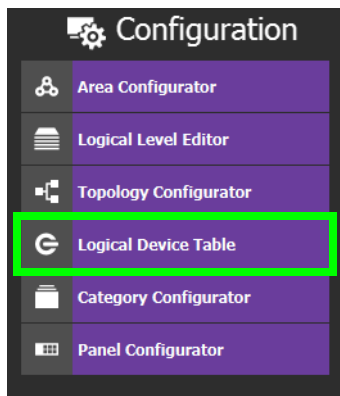 Configuration
Area Configurator
Logical Level Editor
Topology Configurator
Logical Device Table
Category Configurator
Panel Configurator